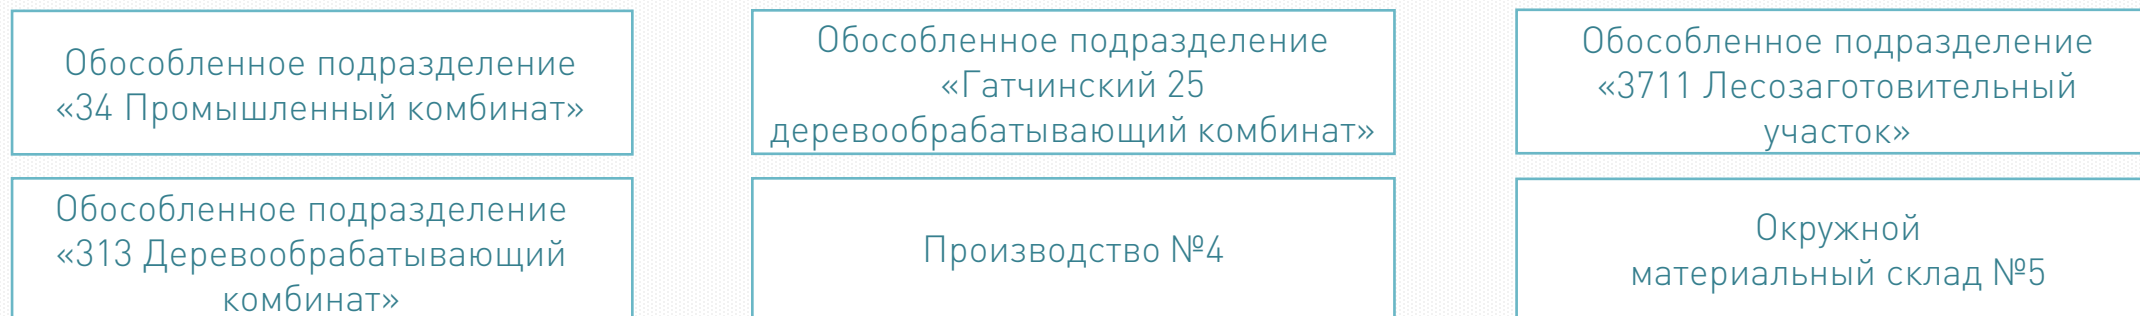 Обособленное подразделение
«34 Промышленный комбинат»
Обособленное подразделение
«Гатчинский 25
деревообрабатывающий комбинат»
Обособленное подразделение
«3711 Лесозаготовительный
участок»
Обособленное подразделение
«313 Деревообрабатывающий
комбинат»
Производство №4
Окружной
материальный склад №5